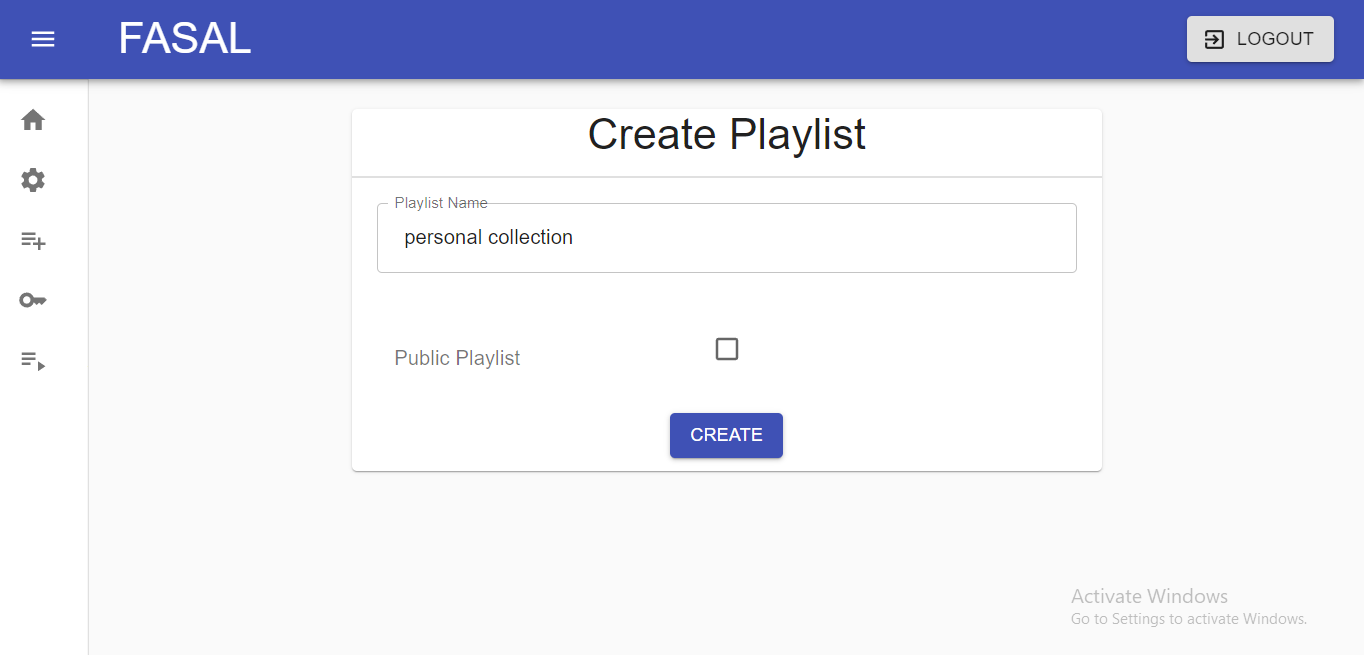 FASAL
LOGOUT
Create Playlist
Playlist Name
personal collection
Public Playlist
CREATE
Activate Windows
Go to Settings to activate Windows.